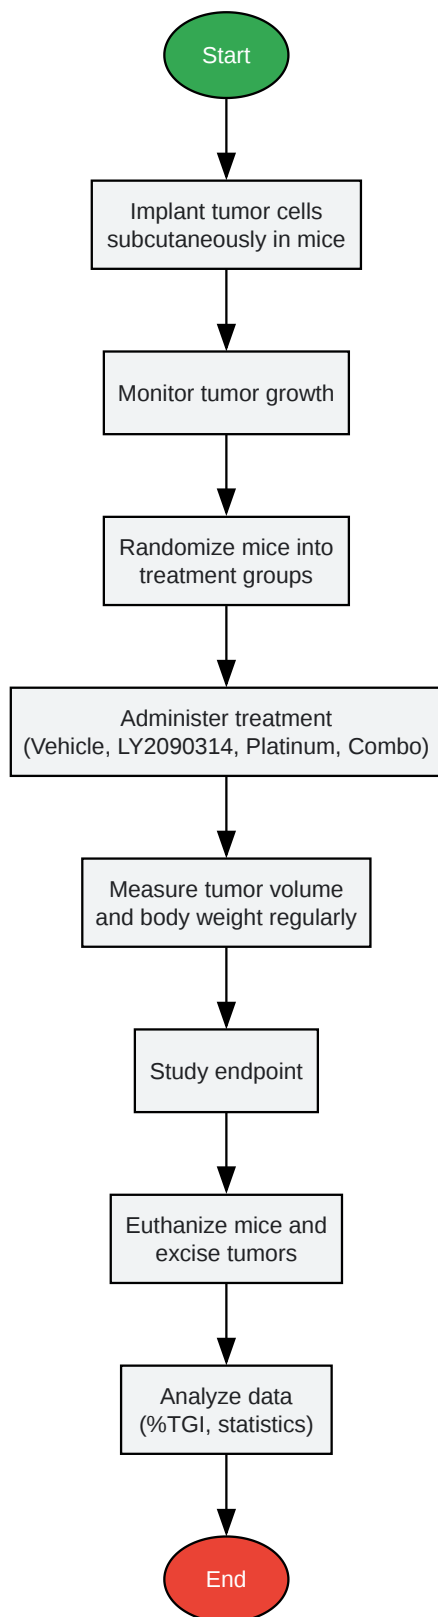 Start
Implant tumor cells
subcutaneously in mice
Monitor tumor growth
Randomize mice into
treatment groups
Administer treatment
(Vehicle, LY2090314, Platinum, Combo)
Measure tumor volume
and body weight regularly
Study endpoint
Euthanize mice and
excise tumors
Analyze data
(%TGI, statistics)
End